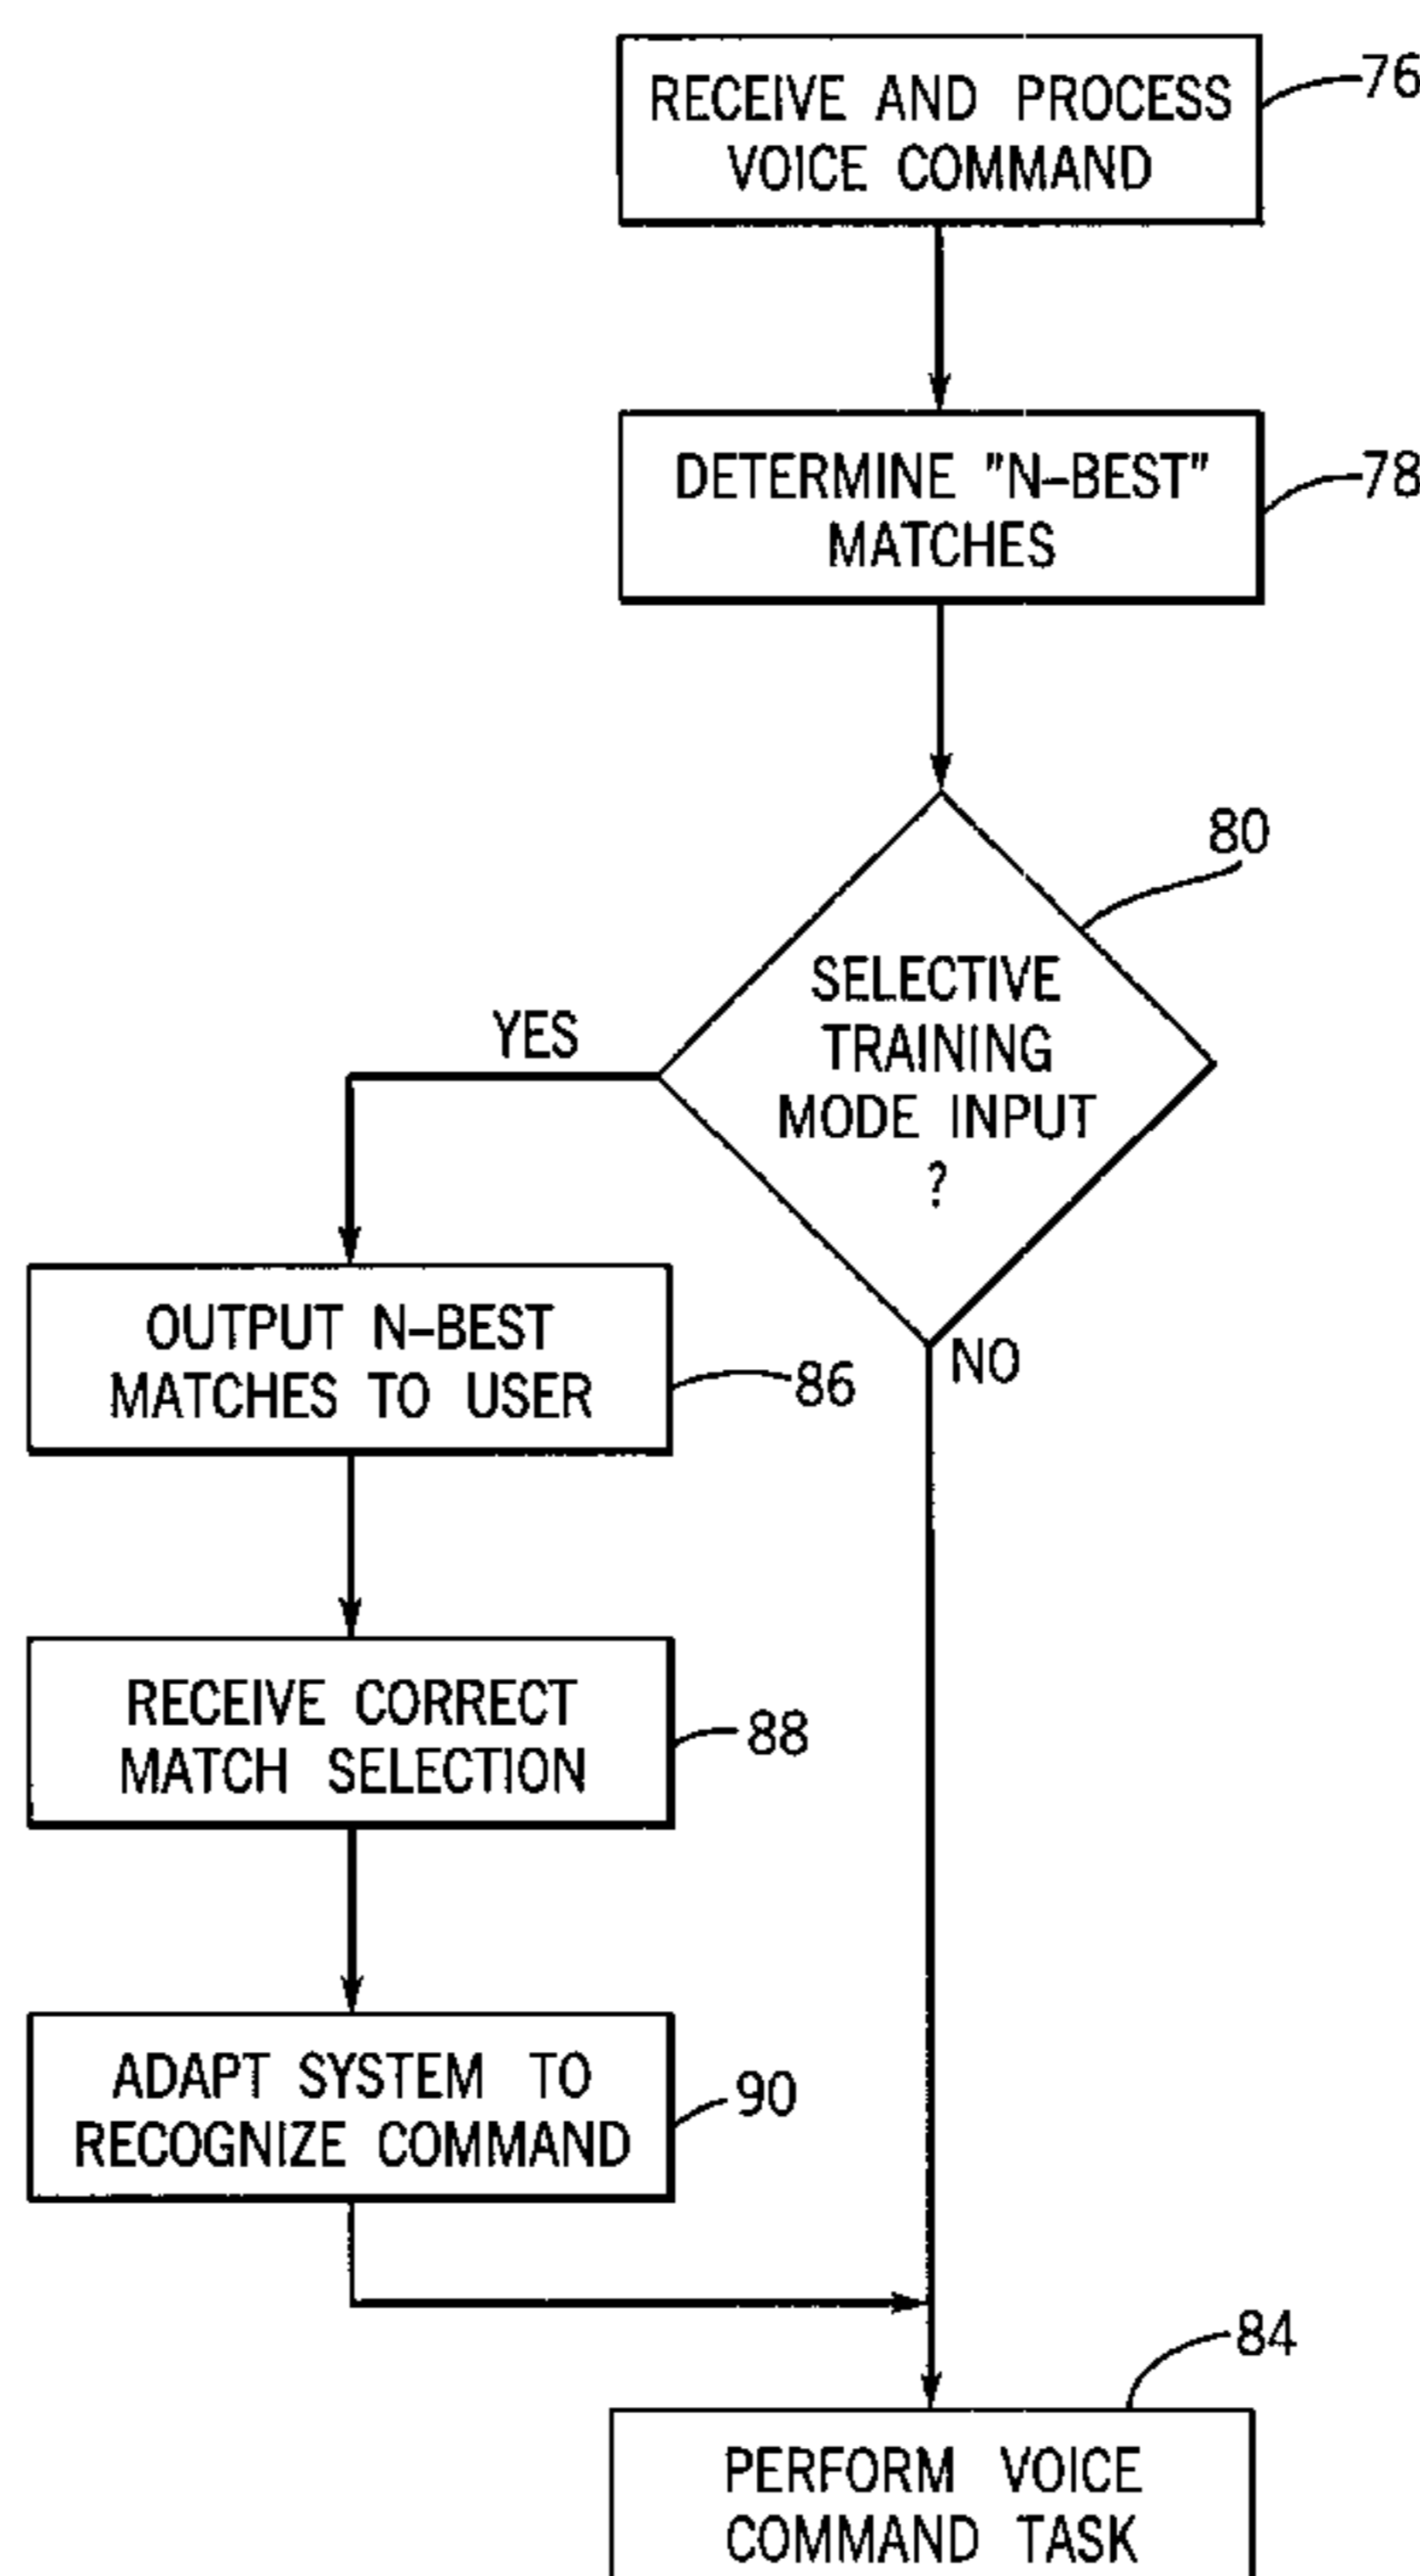 RECEIVE AND PROCESS
VOICE COMMAND
76
DETERMINE "N-BEST"
MATCHES
78
80
SELECTIVE
TRAINING
MODE INPUT
?
YES
NO
OUTPUT N-BEST
MATCHES TO USER
86
RECEIVE CORRECT
MATCH SELECTION
88
ADAPT SYSTEM TO
RECOGNIZE COMMAND
90
84
PERFORM VOICE
COMMAND TASK